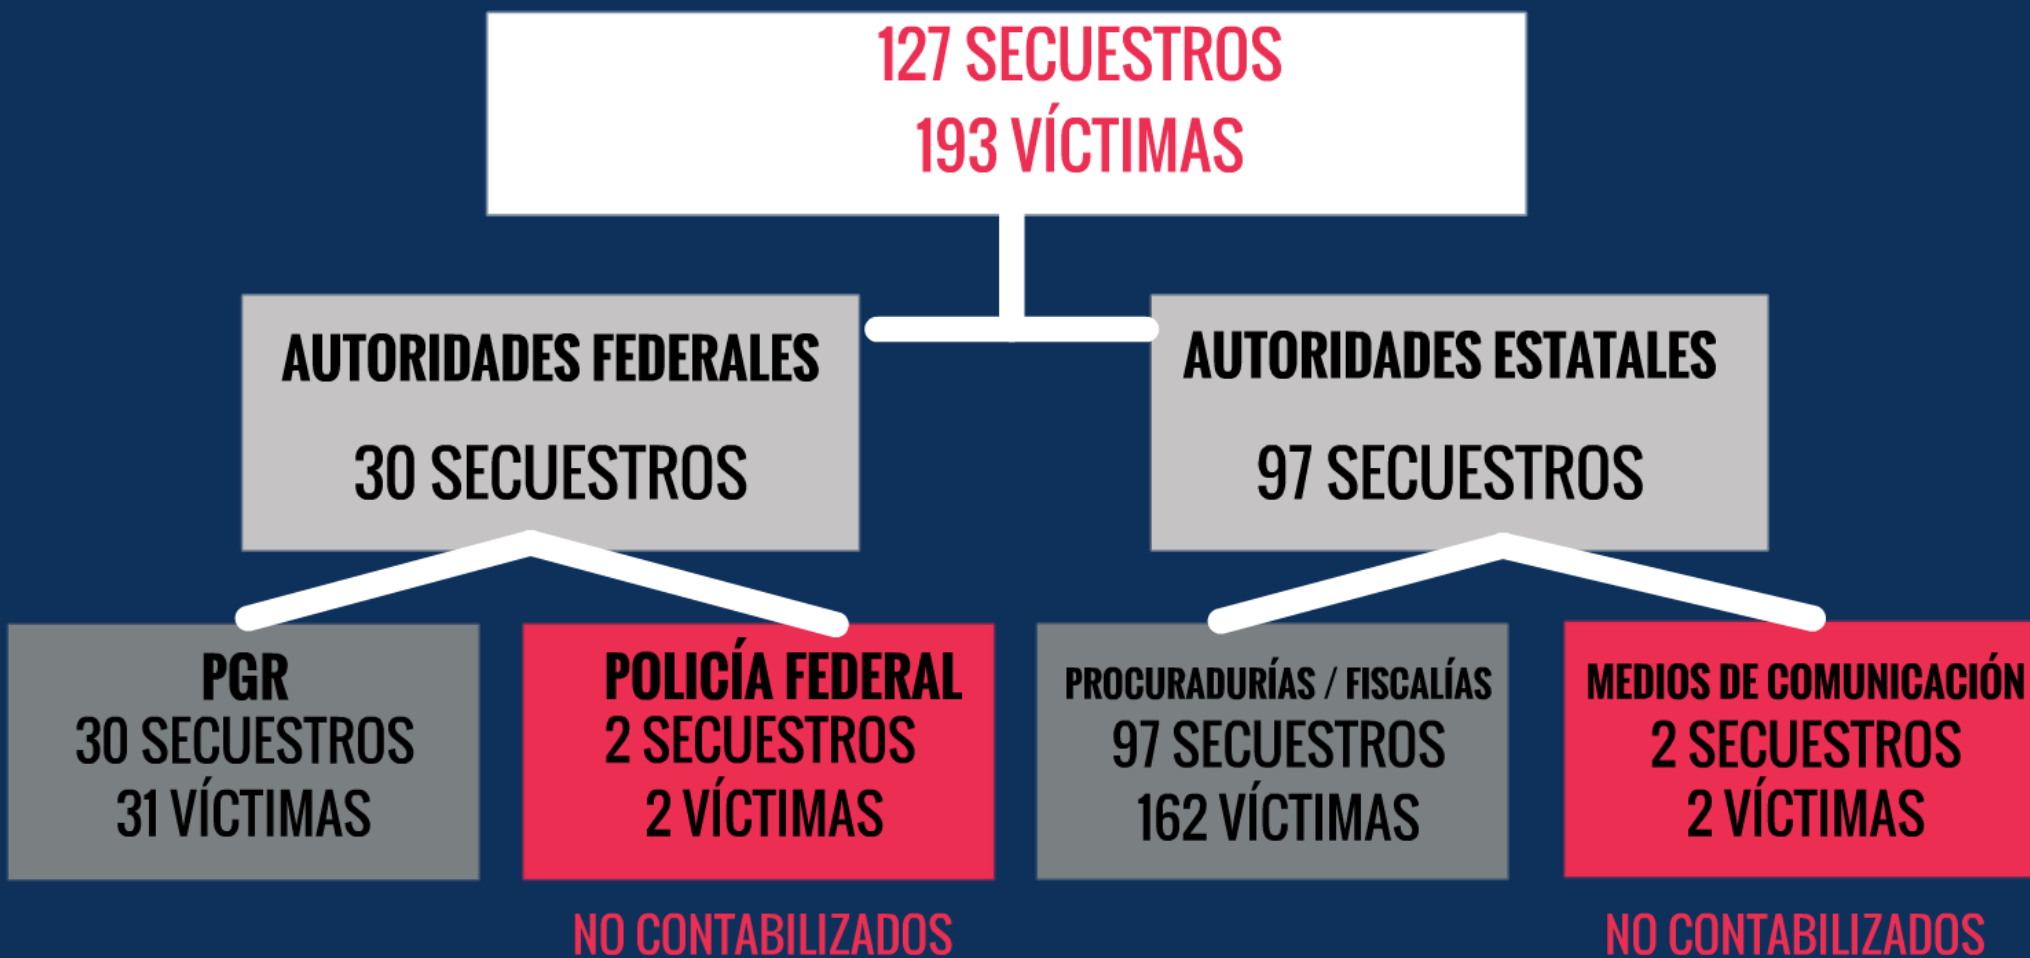 127 SECUESTROS
193 VÍCTIMAS
AUTORIDADES FEDERALES
30 SECUESTROS
AUTORIDADES ESTATALES
97 SECUESTROS
PGR
30 SECUESTROS
31 VÍCTIMAS
POLICÍA FEDERAL
2 SECUESTROS
2 VÍCTIMAS
NO CONTABILIZADOS
PROCURADURÍAS / FISCALÍAS
97 SECUESTROS
162 VÍCTIMAS
MEDIOS DE COMUNICACIÓN
2 SECUESTROS
2 VÍCTIMAS
NO CONTABILIZADOS